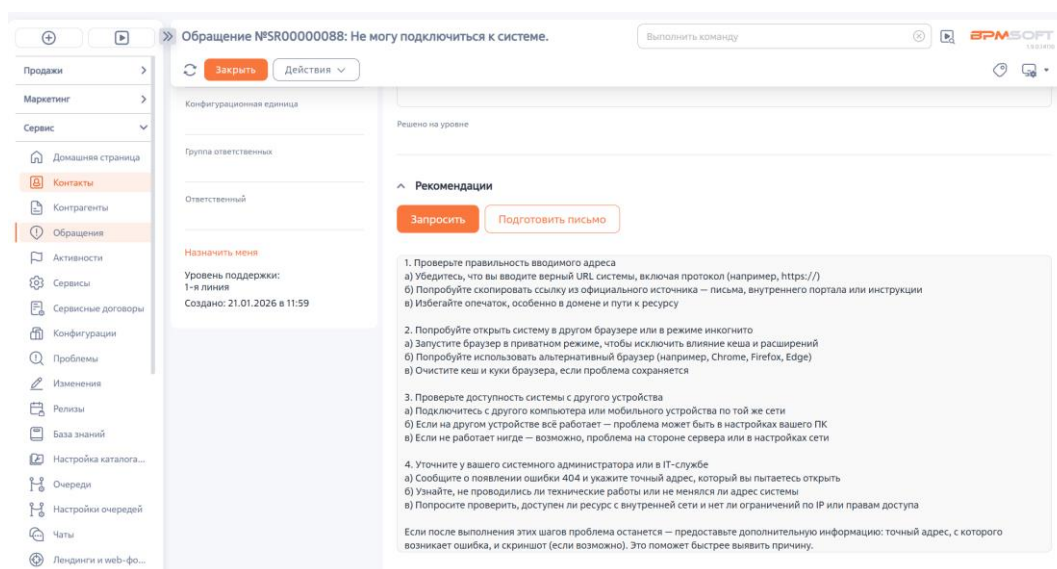 Обращение №SR00000088: Не могу подключиться к системе.
Выполнить команду
BPMSOFT
Закрыть
Действия
Продажи
Маркетинг
Сервис
Домашняя страница
Контакты
Контрагенты
Обращения
Активности
Сервисы
Сервисные договоры
Конфигурации
Проблемы
Изменения
Релизы
База знаний
Настройка каталога...
Очереди
Настройки очередей
Чаты
Лендинги и web-фо...
Конфигурационная единица
Группа ответственных
Ответственный
Назначить меня
Уровень поддержки:
1-я линия
Создано: 21.01.2026 в 11:59
Решено на уровне
Рекомендации
Запросить
Подготовить письмо
1. Проверьте правильность вводимого адреса
а) Убедитесь, что вы вводите верный URL системы, включая протокол (например, https://)
б) Попробуйте скопировать ссылку из официального источника — письма, внутреннего портала или инструкции
в) Избегайте опечаток, особенно в домене и пути к ресурсу
2. Попробуйте открыть систему в другом браузере или в режиме инкогнито
а) Запустите браузер в приватном режиме, чтобы исключить влияние кеша и расширений
б) Попробуйте использовать альтернативный браузер (например, Chrome, Firefox, Edge)
в) Очистите кеш и куки браузера, если проблема сохраняется
3. Проверьте доступность системы с другого устройства
а) Подключитесь с другого компьютера или мобильного устройства по той же сети
б) Если на другом устройстве всё работает — проблема может быть в настройках вашего ПК
в) Если не работает нигде — возможно, проблема на стороне сервера или в настройках сети
4. Уточните у вашего системного администратора или в IT-службе
а) Сообщите о появлении ошибки 404 и укажите точный адрес, который вы пытаетесь открыть
б) Узнайте, не проводились ли технические работы или не менялся ли адрес системы
в) Попросите проверить, доступен ли ресурс с внутренней сети и нет ли ограничений по IP или правам доступа
Если после выполнения этих шагов проблема останется — предоставьте дополнительную информацию: точный адрес, с которого
возникает ошибка, и скриншот (если возможно). Это поможет быстрее выявить причину.